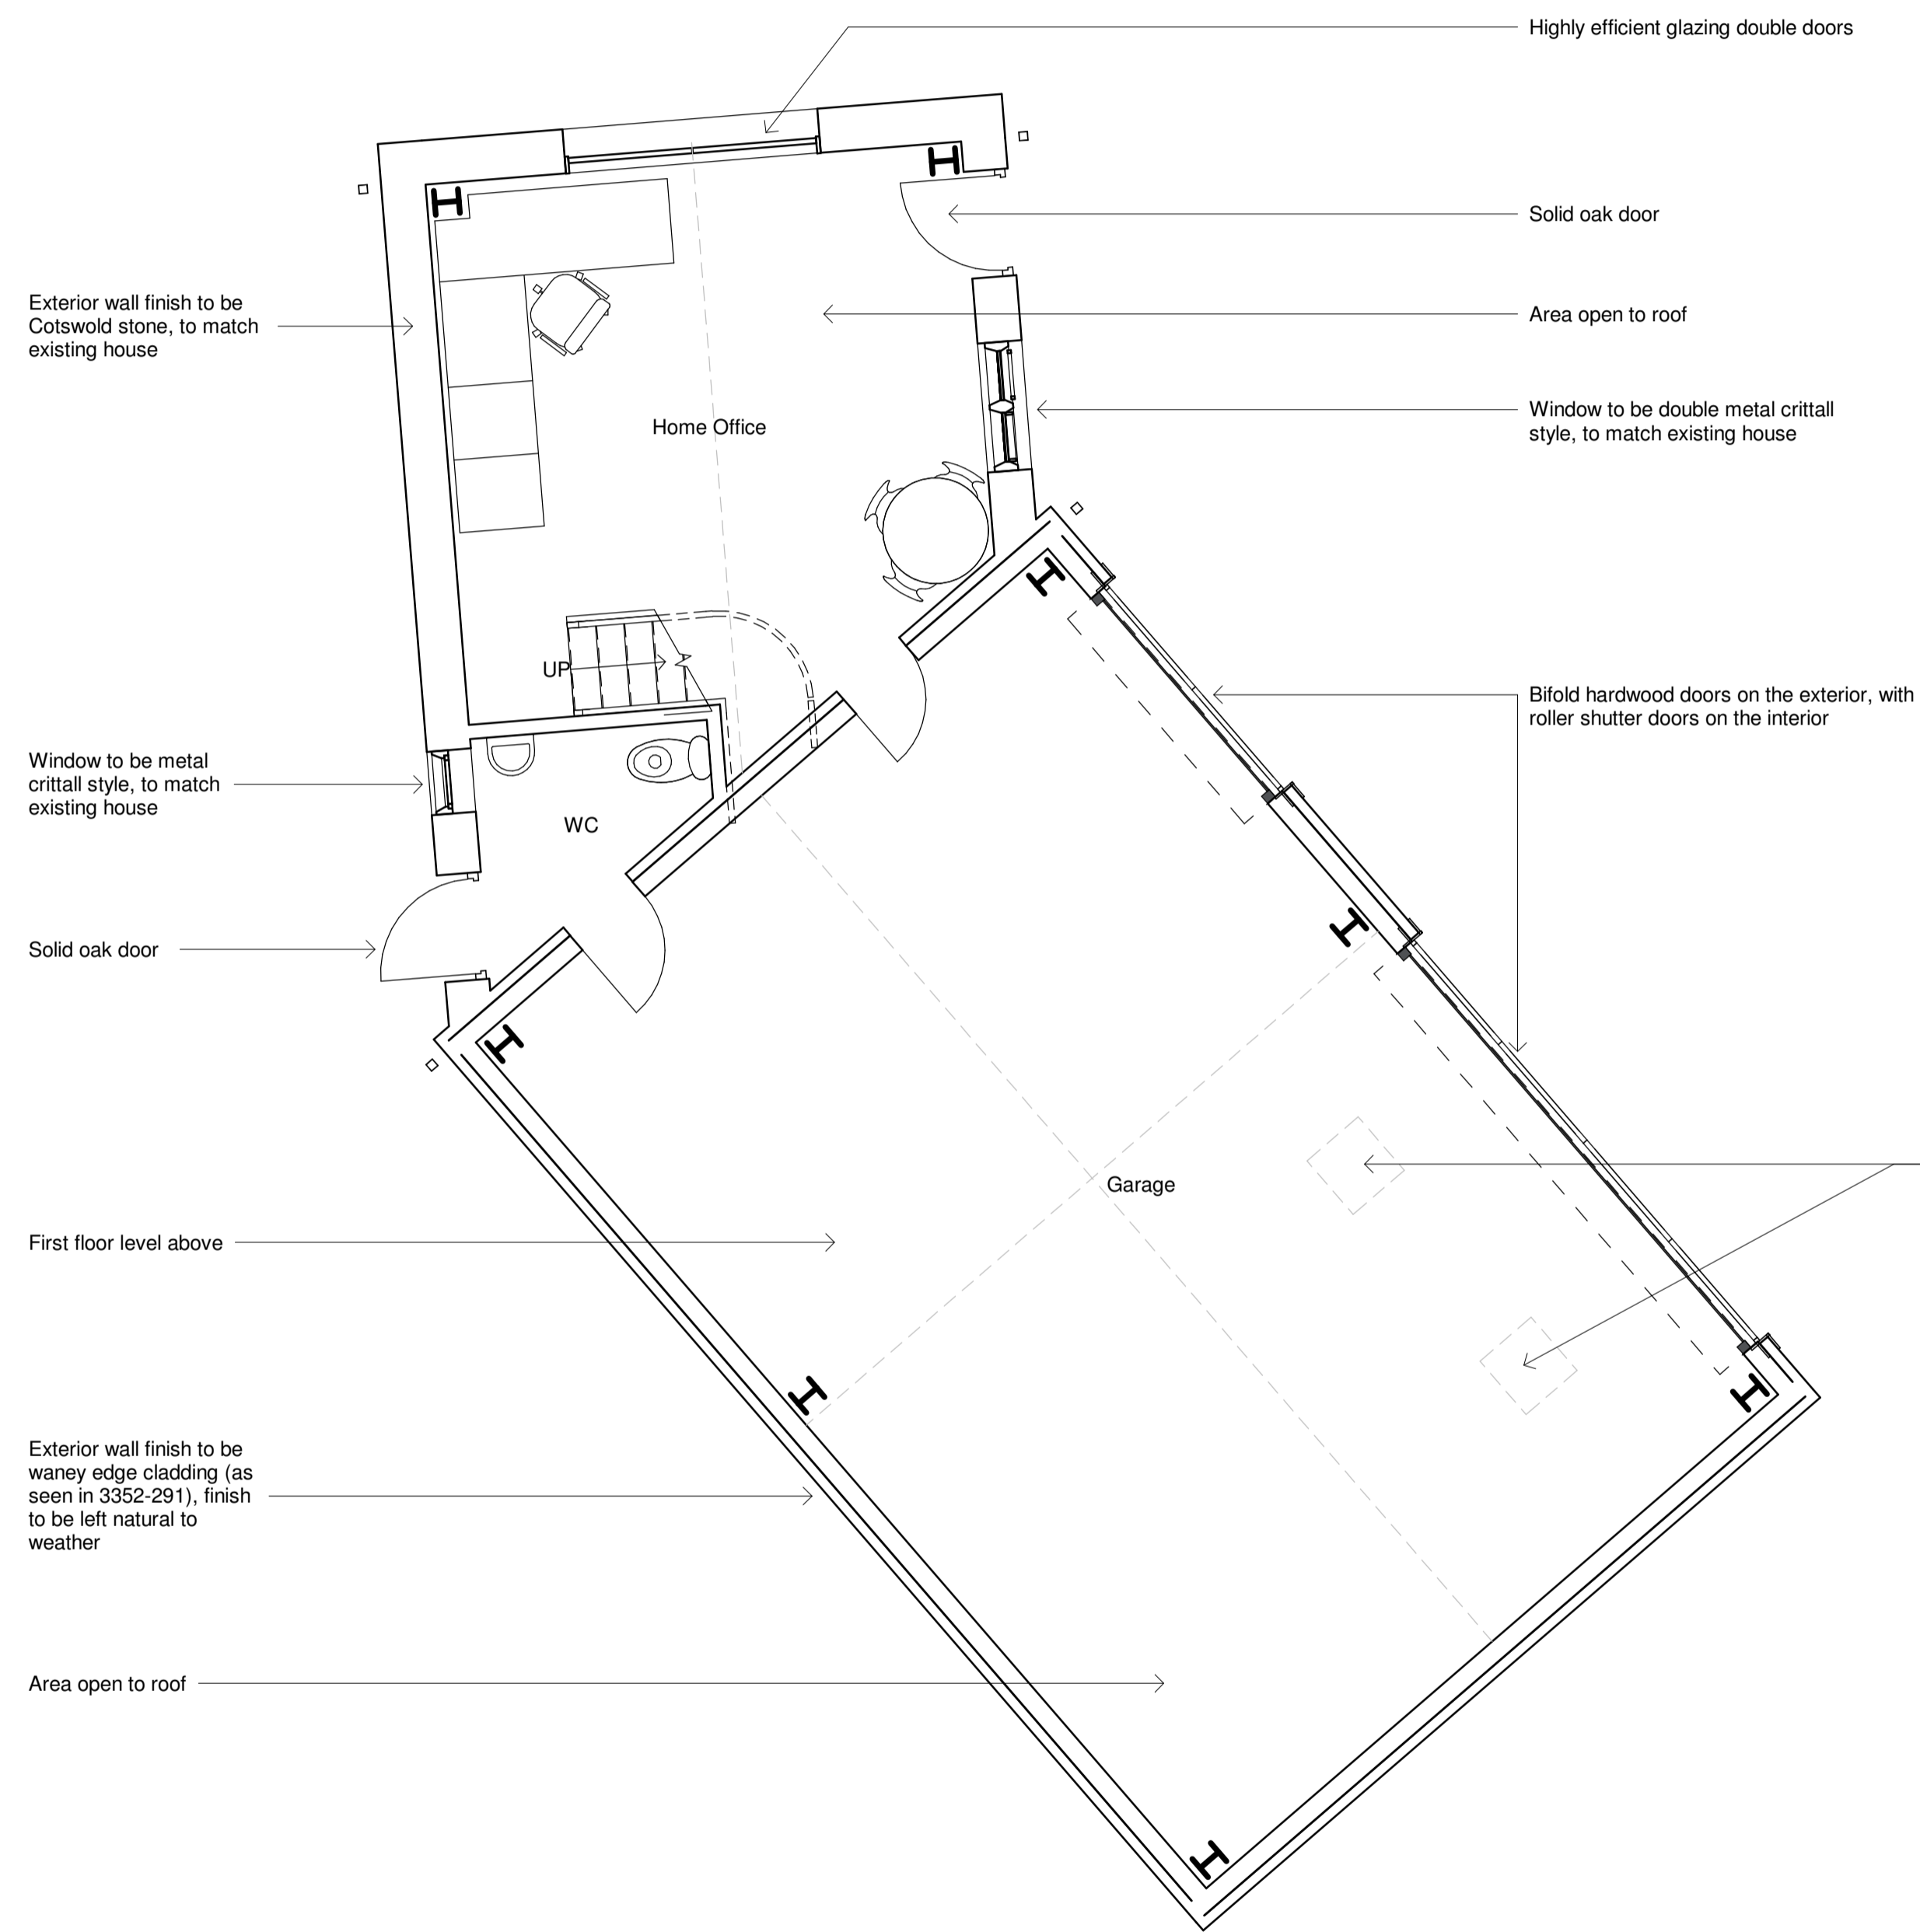 Highly efficient glazing double doors
Solid oak door
Exterior wall finish to be
Cotswold stone, to match
existing house
Area open to roof
Window to be double metal crittall
style, to match existing house
Home Office
UP
Bifold hardwood doors on the exterior, with
roller shutter doors on the interior
Window to be metal
crittall style, to match
existing house
WC
Solid oak door
Garage
First floor level above
Exterior wall finish to be
waney edge cladding (as
seen in 3352-291), finish
to be left natural to
weather
Area open to roof